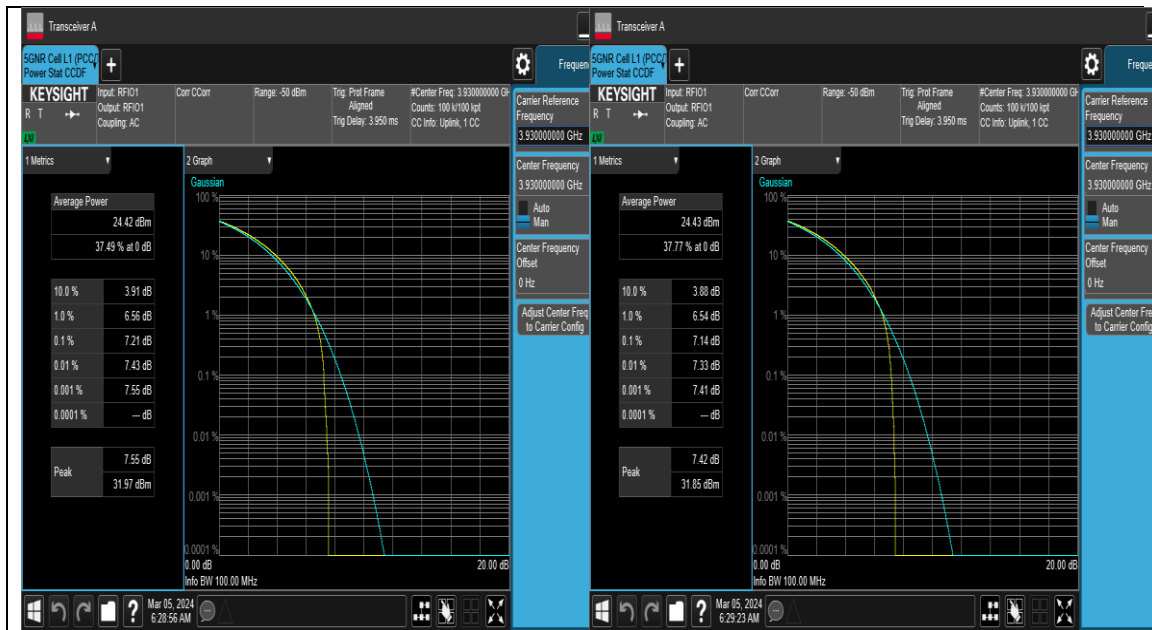 Transceiver A
5GNR Cell L1 (PCC/
Power Stat CCDF
+
Frequen
KEYSIGHT
R T
LXI
Input: RFIO1
Output: RFIO1
Coupling: AC
Corr CCorr
Range: -50 dBm
Trig: Prot Frame
Aligned
Trig Delay: 3.950 ms
#Center Freq: 3.930000000 GH
Counts: 100 k/100 kpt
CC Info: Uplink, 1 CC
Carrier Reference
Frequency
3.930000000 GHz
Center Frequency
3.930000000 GHz
Auto
Man
Center Frequency
Offset
0 Hz
Adjust Center Freq
to Carrier Config
1 Metrics
Average Power
24.42 dBm
37.49 % at 0 dB
10.0 % 3.91 dB
1.0 % 6.56 dB
0.1 % 7.21 dB
0.01 % 7.43 dB
0.001 % 7.55 dB
0.0001 % --- dB
Peak
7.55 dB
31.97 dBm
2 Graph
Gaussian
100 %
10 %
1 %
0.1 %
0.01 %
0.001 %
0.0001 %
0.00 dB 20.00 dB
Info BW 100.00 MHz
?
Mar 05, 2024
6:28:56 AM
Transceiver A
5GNR Cell L1 (PCC/
Power Stat CCDF
+
Freque
KEYSIGHT
R T
LXI
Input: RFIO1
Output: RFIO1
Coupling: AC
Corr CCorr
Range: -50 dBm
Trig: Prot Frame
Aligned
Trig Delay: 3.950 ms
#Center Freq: 3.930000000 GH
Counts: 100 k/100 kpt
CC Info: Uplink, 1 CC
Carrier Reference
Frequency
3.930000000 GHz
Center Frequency
3.930000000 GHz
Auto
Man
Center Frequency
Offset
0 Hz
Adjust Center Fre
to Carrier Config
1 Metrics
Average Power
24.43 dBm
37.77 % at 0 dB
10.0 % 3.88 dB
1.0 % 6.54 dB
0.1 % 7.14 dB
0.01 % 7.33 dB
0.001 % 7.41 dB
0.0001 % --- dB
Peak
7.42 dB
31.85 dBm
2 Graph
Gaussian
100 %
10 %
1 %
0.1 %
0.01 %
0.001 %
0.0001 %
0.00 dB 20.00 dB
Info BW 100.00 MHz
?
Mar 05, 2024
6:29:23 AM